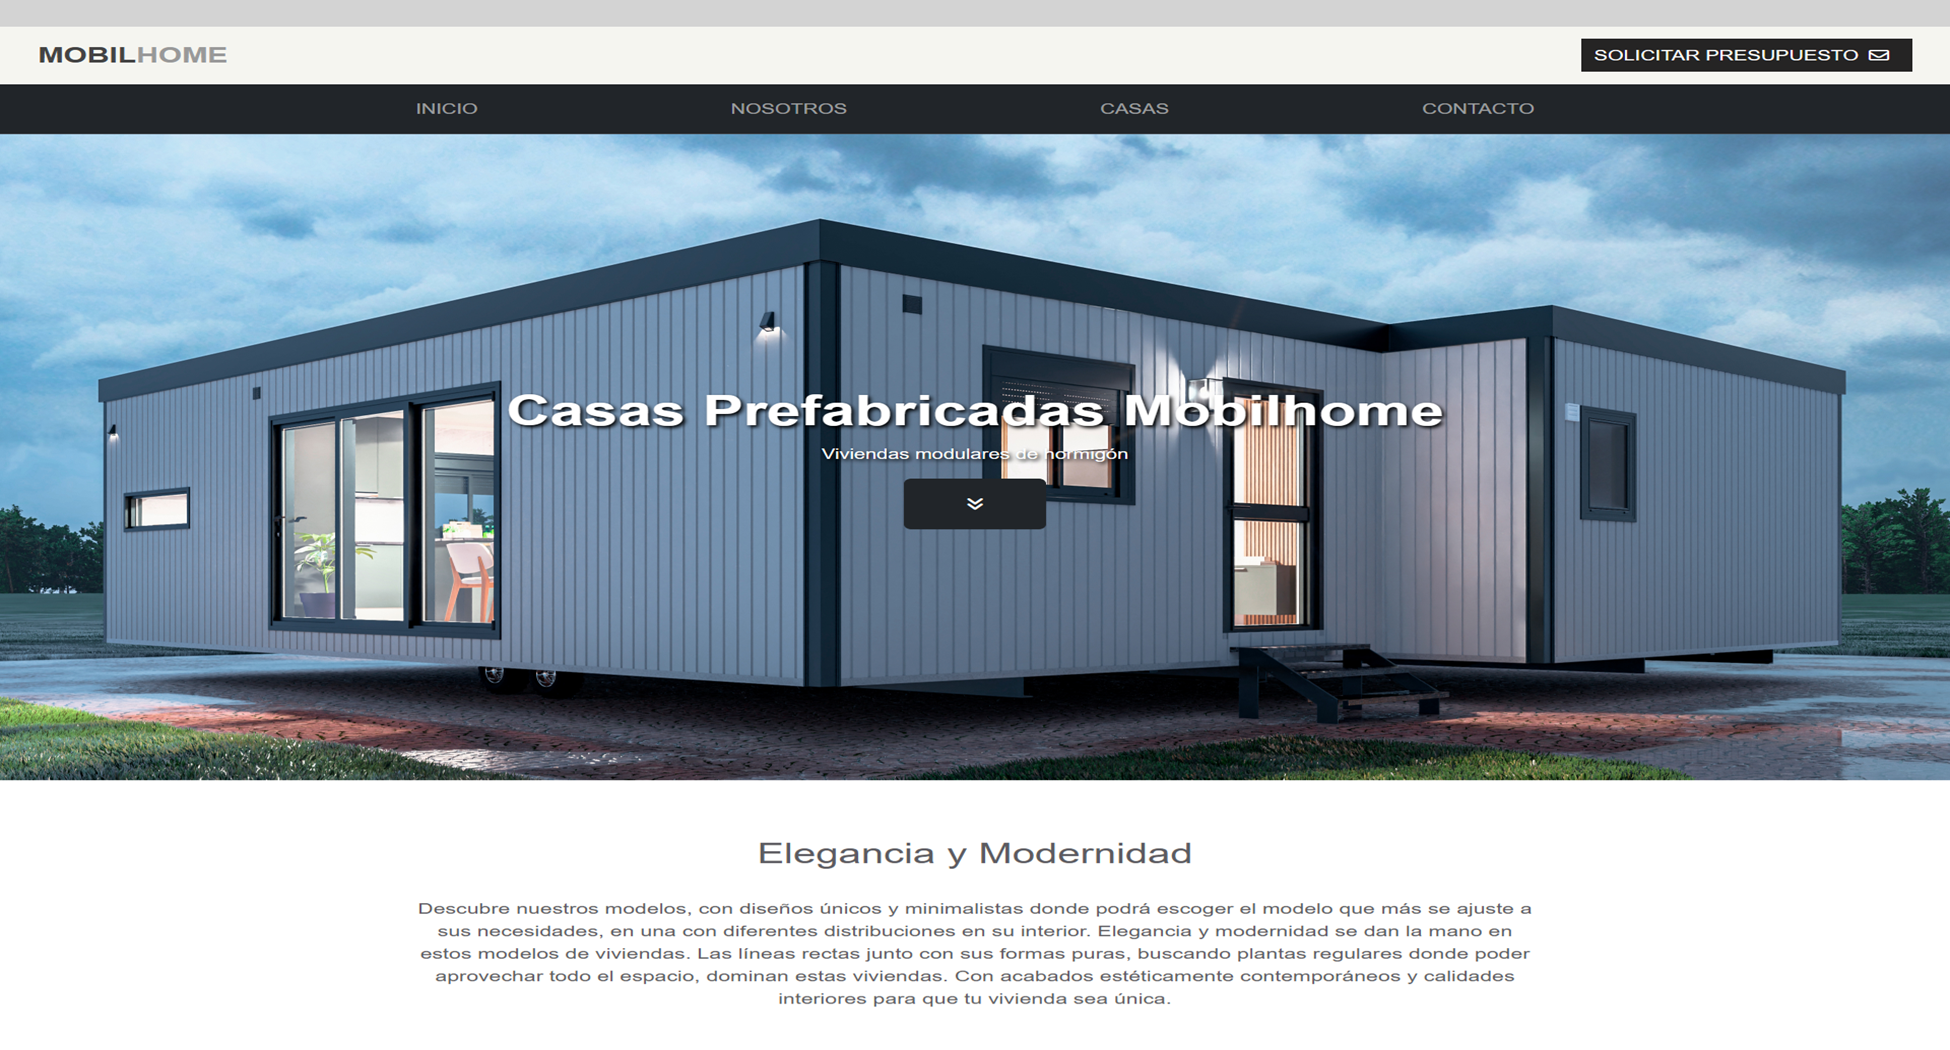 MOBILHOME
SOLICITAR PRESUPUESTO
INICIO NOSOTROS CASAS CONTACTO
Casas Prefabricadas Mobilhome
Viviendas modulares de hormigón
Elegancia y Modernidad
Descubre nuestros modelos, con diseños únicos y minimalistas donde podrá escoger el modelo que más se ajuste a
sus necesidades, en una con diferentes distribuciones en su interior. Elegancia y modernidad se dan la mano en
estos modelos de viviendas. Las líneas rectas junto con sus formas puras, buscando plantas regulares donde poder
aprovechar todo el espacio, dominan estas viviendas. Con acabados estéticamente contemporáneos y calidades
interiores para que tu vivienda sea única.